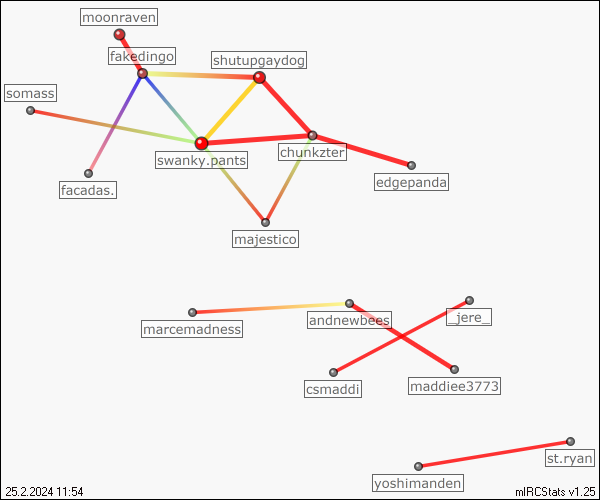 moonraven
fakedingo
shutupgaydog
somass
swanky.pants
chunkzter
edgepanda
facadas.
majestico
marcemadness
andnewbees
_jere_
csmaddi
maddiee3773
st.ryan
yoshimanden
25.2.2024 11:54
mIRCStats v1.25